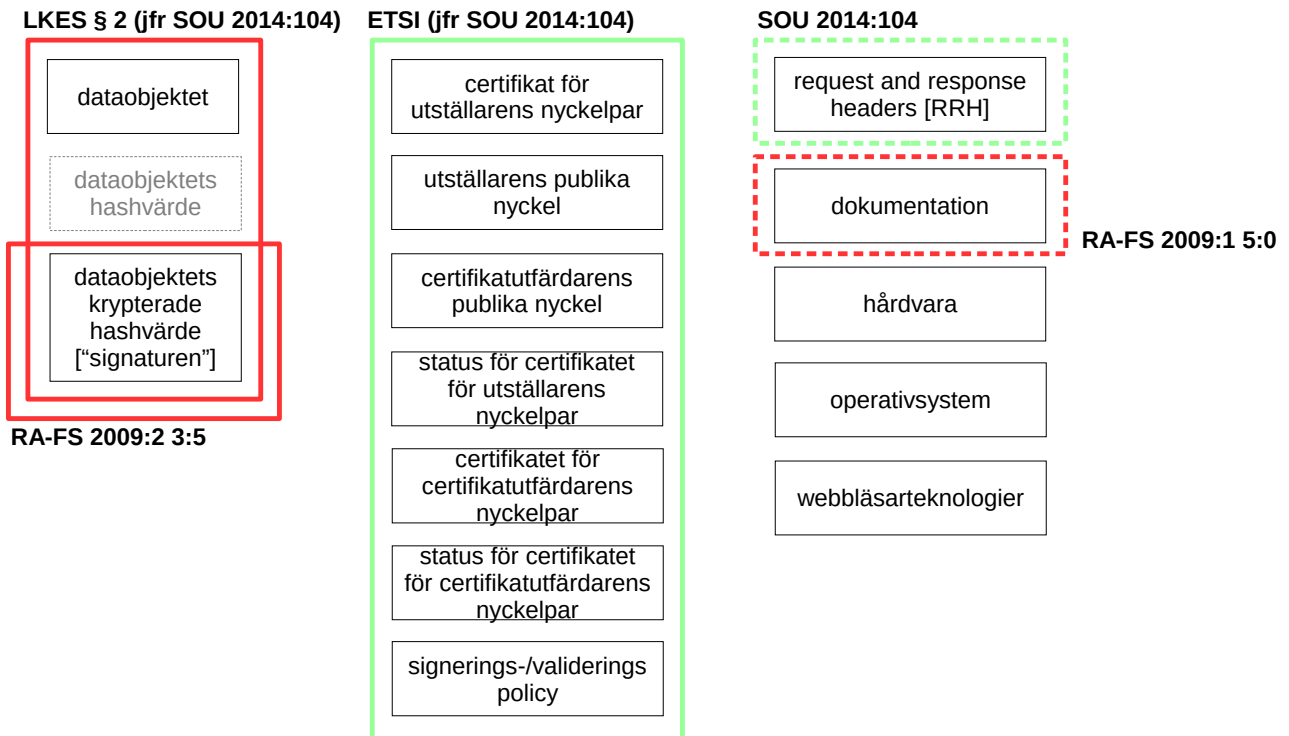 LKES § 2 (jfr SOU 2014:104)
dataobjektet
dataobjektets
hashvärde
dataobjektets
krypterade
hashvärde
[“signaturen”]
RA-FS 2009:2 3:5
ETSI (jfr SOU 2014:104)
certifikat för
utställarens nyckelpar
utställarens publika
nyckel
certifikatutfärdarens
publika nyckel
status för certifikatet
för utställarens
nyckelpar
certifikatet för
certifikatutfärdarens
nyckelpar
status för certifikatet
för certifikatutfärdarens
nyckelpar
signerings-/validerings
policy
SOU 2014:104
request and response
headers [RRH]
dokumentation
RA-FS 2009:1 5:0
hårdvara
operativsystem
webbläsarteknologier